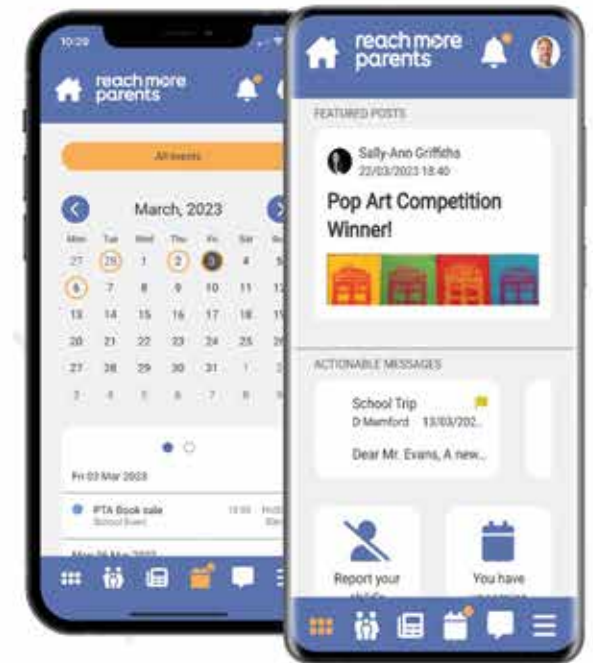 10:29
reach more
parents
All events
March, 2023
Mon Tue Wed Thu Fri Sat
27 28 1 2 3 4 5
6 7 8 9 10 11 12
13 14 15 16 17 18 19
20 21 22 23 24 25 26
27 28 29 30 31 1 2
3 4 5 6 7 8 9
Fri 03 Mar 2023
PTA Book sale
School Event
reach more
parents
FEATURED POSTS
Sally-Ann Griffiths
22/03/2023 18:40
Pop Art Competition
Winner!
ACTIONABLE MESSAGES
School Trip
D Mamford 13/03/202..
Dear Mr. Evans, A new...
Report your
You have